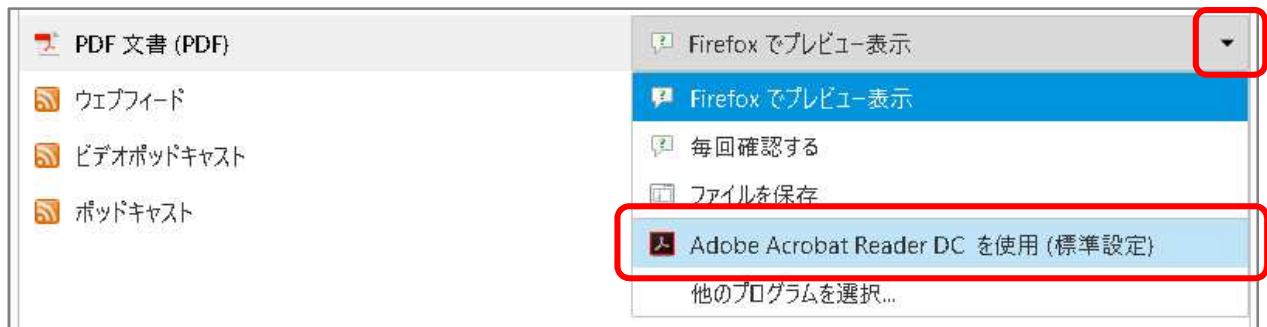 PDF 文書 (PDF)
Firefox でプレビュー表示
ウェブフィード
Firefox でプレビュー表示
ビデオポッドキャスト
毎回確認する
ポッドキャスト
ファイルを保存
Adobe Acrobat Reader DC を使用 (標準設定)
他のプログラムを選択...